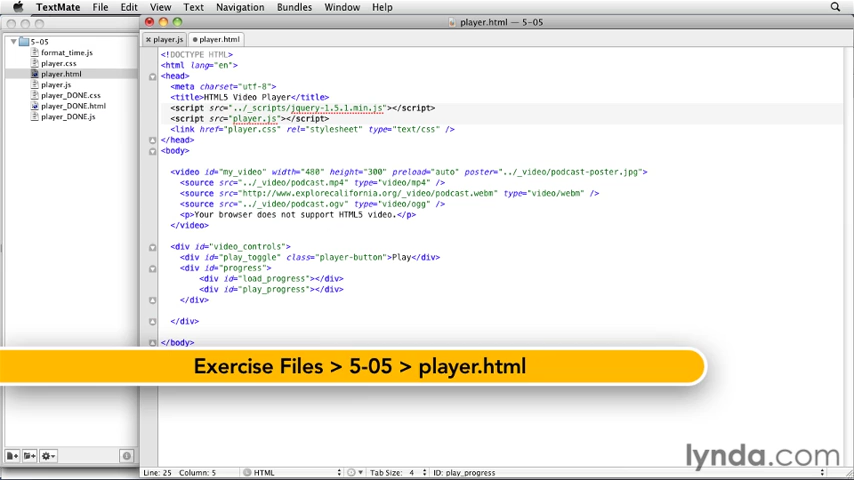 TextMate File Edit View Text Navigation Bundles Window Help
player.html — 5-05
5-05
format_time.js
player.css
player.html
player.js
player_DONE.css
player_DONE.html
player_DONE.js
player.js
player.html
<!DOCTYPE HTML>
<html lang="en">
<head>
<meta charset="utf-8">
<title>HTML5 Video Player</title>
<script src="../_scripts/jquery-1.5.1.min.js"></script>
<script src="player.js"></script>
<link href="player.css" rel="stylesheet" type="text/css" />
</head>
<body>
<video id="my_video" width="480" height="300" preload="auto" poster="../_video/podcast-poster.jpg">
<source src="../_video/podcast.mp4" type="video/mp4" />
<source src="http://www.explorecalifornia.org/_video/podcast.webm" type="video/webm" />
<source src="../_video/podcast.ogv" type="video/ogg" />
<p>Your browser does not support HTML5 video.</p>
</video>
<div id="video_controls">
<div id="play_toggle" class="player-button">Play</div>
<div id="progress">
<div id="load_progress"></div>
<div id="play_progress"></div>
</div>
</div>
</body>
Exercise Files > 5-05 > player.html
lynda.com
Line: 25 Column: 5 HTML Tab Size: 4 ID: play_progress